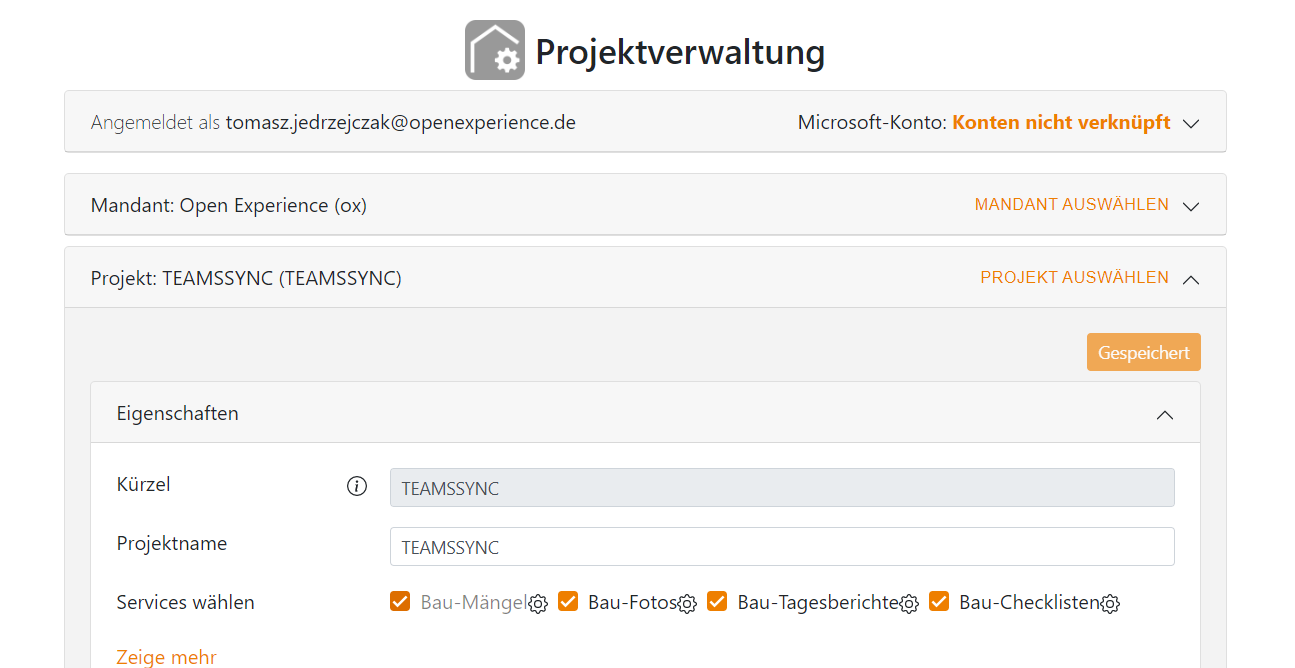 Projektverwaltung
Angemeldet als tomasz.jedrzejczak@openexperience.de Microsoft-Konto: Konten nicht verknüpft
Mandant: Open Experience (ox) MANDANT AUSWÄHLEN
Projekt: TEAMSSYNC (TEAMSSYNC) PROJEKT AUSWÄHLEN
Gespeichert
Eigenschaften
Kürzel TEAMSSYNC
Projektname TEAMSSYNC
Services wählen Bau-Mängel Bau-Fotos Bau-Tagesberichte Bau-Checklisten
Zeige mehr